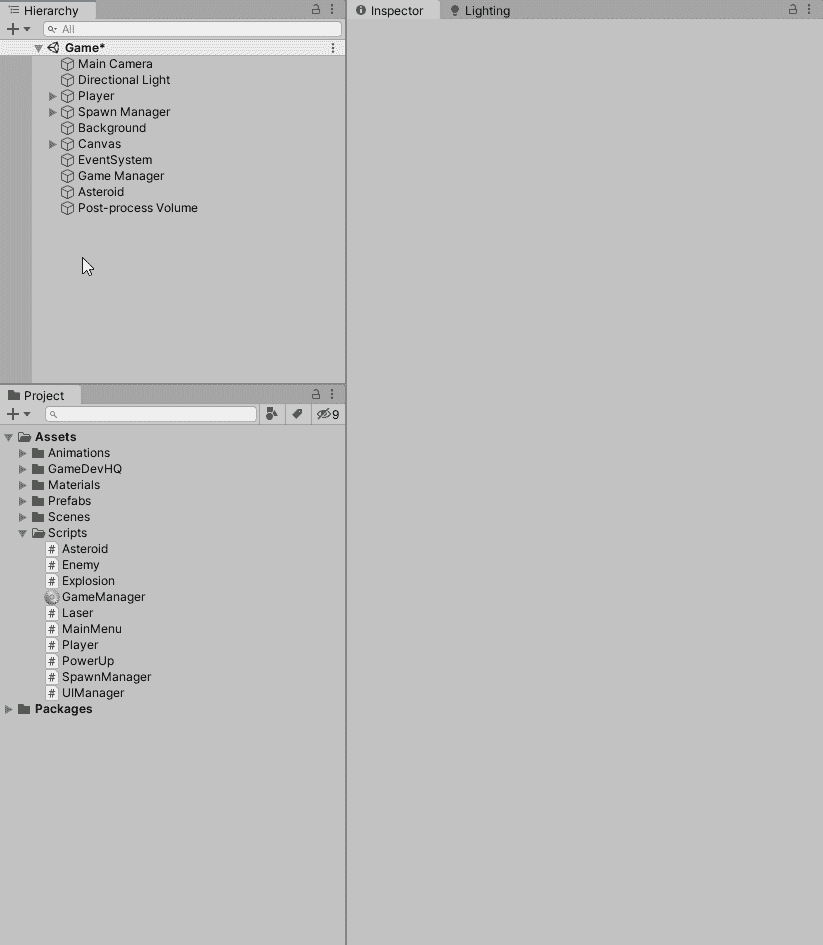 Hierarchy
All
Game*
Main Camera
Directional Light
Player
Spawn Manager
Background
Canvas
EventSystem
Game Manager
Asteroid
Post-process Volume
Project
9
Assets
Animations
GameDevHQ
Materials
Prefabs
Scenes
Scripts
# Asteroid
# Enemy
# Explosion
GameManager
# Laser
# MainMenu
# Player
# PowerUp
# SpawnManager
# UIManager
Packages
Inspector
Lighting